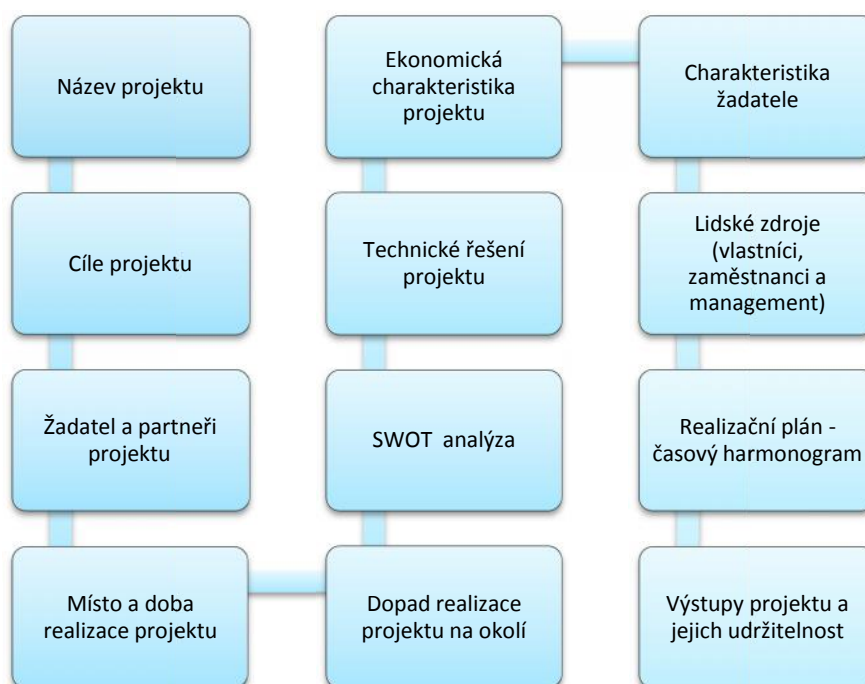 Název projektu
Cíle projektu
Žadatel a partneři
projektu
Místo a doba
realizace projektu
Dopad realizace
projektu na okolí
SWOT analýza
Technické řešení
projektu
Ekonomická
charakteristika
projektu
Charakteristika
žadatele
Lidské zdroje
(vlastníci,
zaměstnanci a
management)
Realizační plán -
časový harmonogram
Výstupy projektu a
jejich udržitelnost